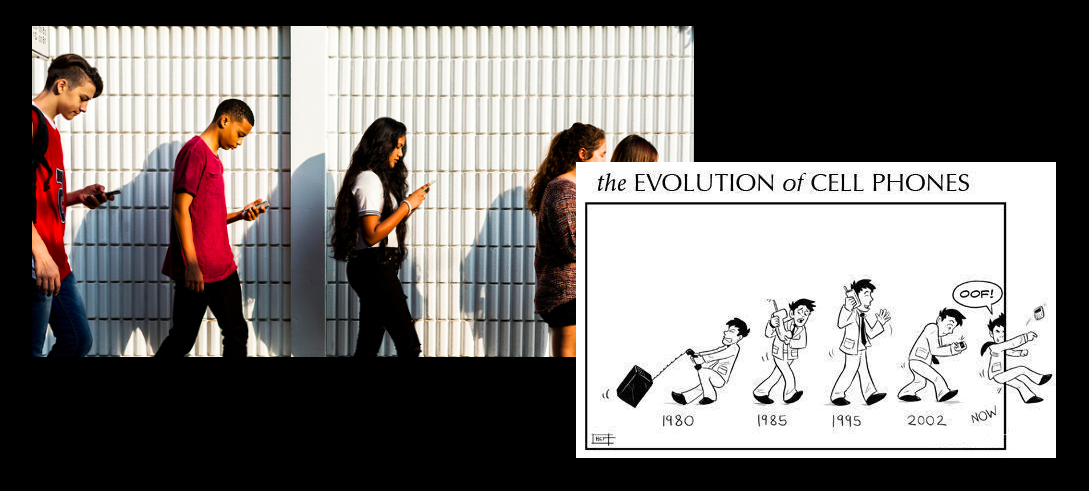 the EVOLUTION of CELL PHONES
OOF!
1980
1985
1995
2002
NOW